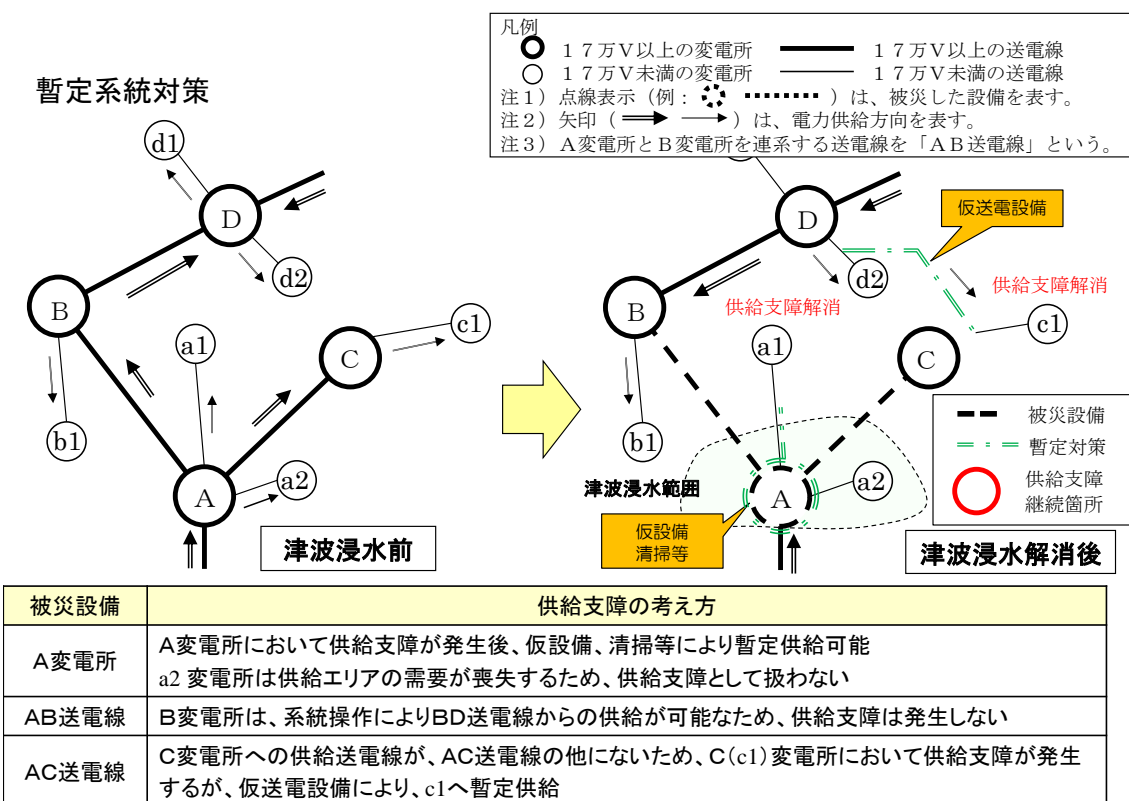 凡例
１７万Ｖ以上の変電所　１７万Ｖ以上の送電線
１７万Ｖ未満の変電所　１７万Ｖ未満の送電線
注１）点線表示（例：　）は、被災した設備を表す。
注２）矢印（　）は、電力供給方向を表す。
注３）Ａ変電所とＢ変電所を連系する送電線を「ＡＢ送電線」という。
暫定系統対策
d1
D
d2
B
a1
C
c1
b1
A
a2
津波浸水前
D
d2
仮送電設備
供給支障解消
c1
B
供給支障解消
a1
C
b1
津波浸水範囲
A
a2
仮設備
清掃等
被災設備
暫定対策
供給支障
継続箇所
津波浸水解消後
被災設備　供給支障の考え方
A変電所
A変電所において供給支障が発生後、仮設備、清掃等により暫定供給可能
a2 変電所は供給エリアの需要が喪失するため、供給支障として扱わない
AB送電線　B変電所は、系統操作によりBD送電線からの供給が可能なため、供給支障は発生しない
AC送電線
C変電所への供給送電線が、AC送電線の他にないため、C(c1)変電所において供給支障が発生
するが、仮送電設備により、c1へ暫定供給